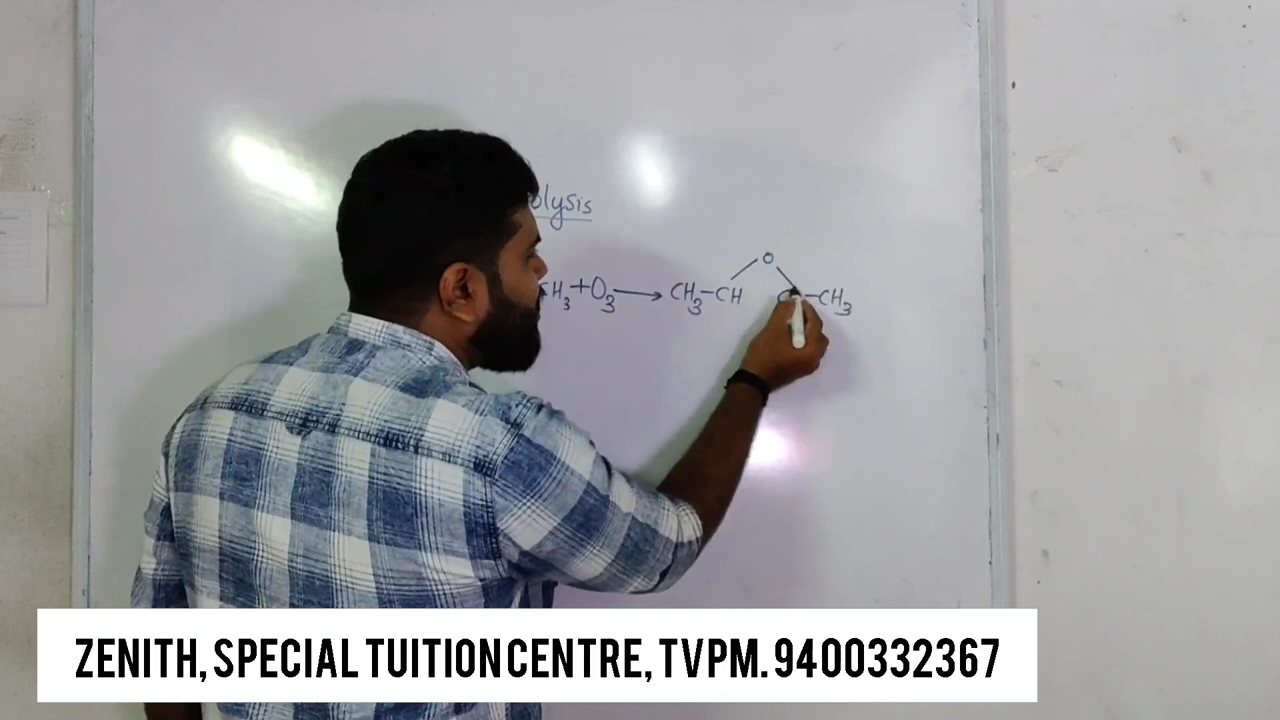 olysis
O
H₃+O₃⟶CH₃-CH C-CH₃
ZENITH, SPECIAL TUITION CENTRE, TVPM. 9400332367